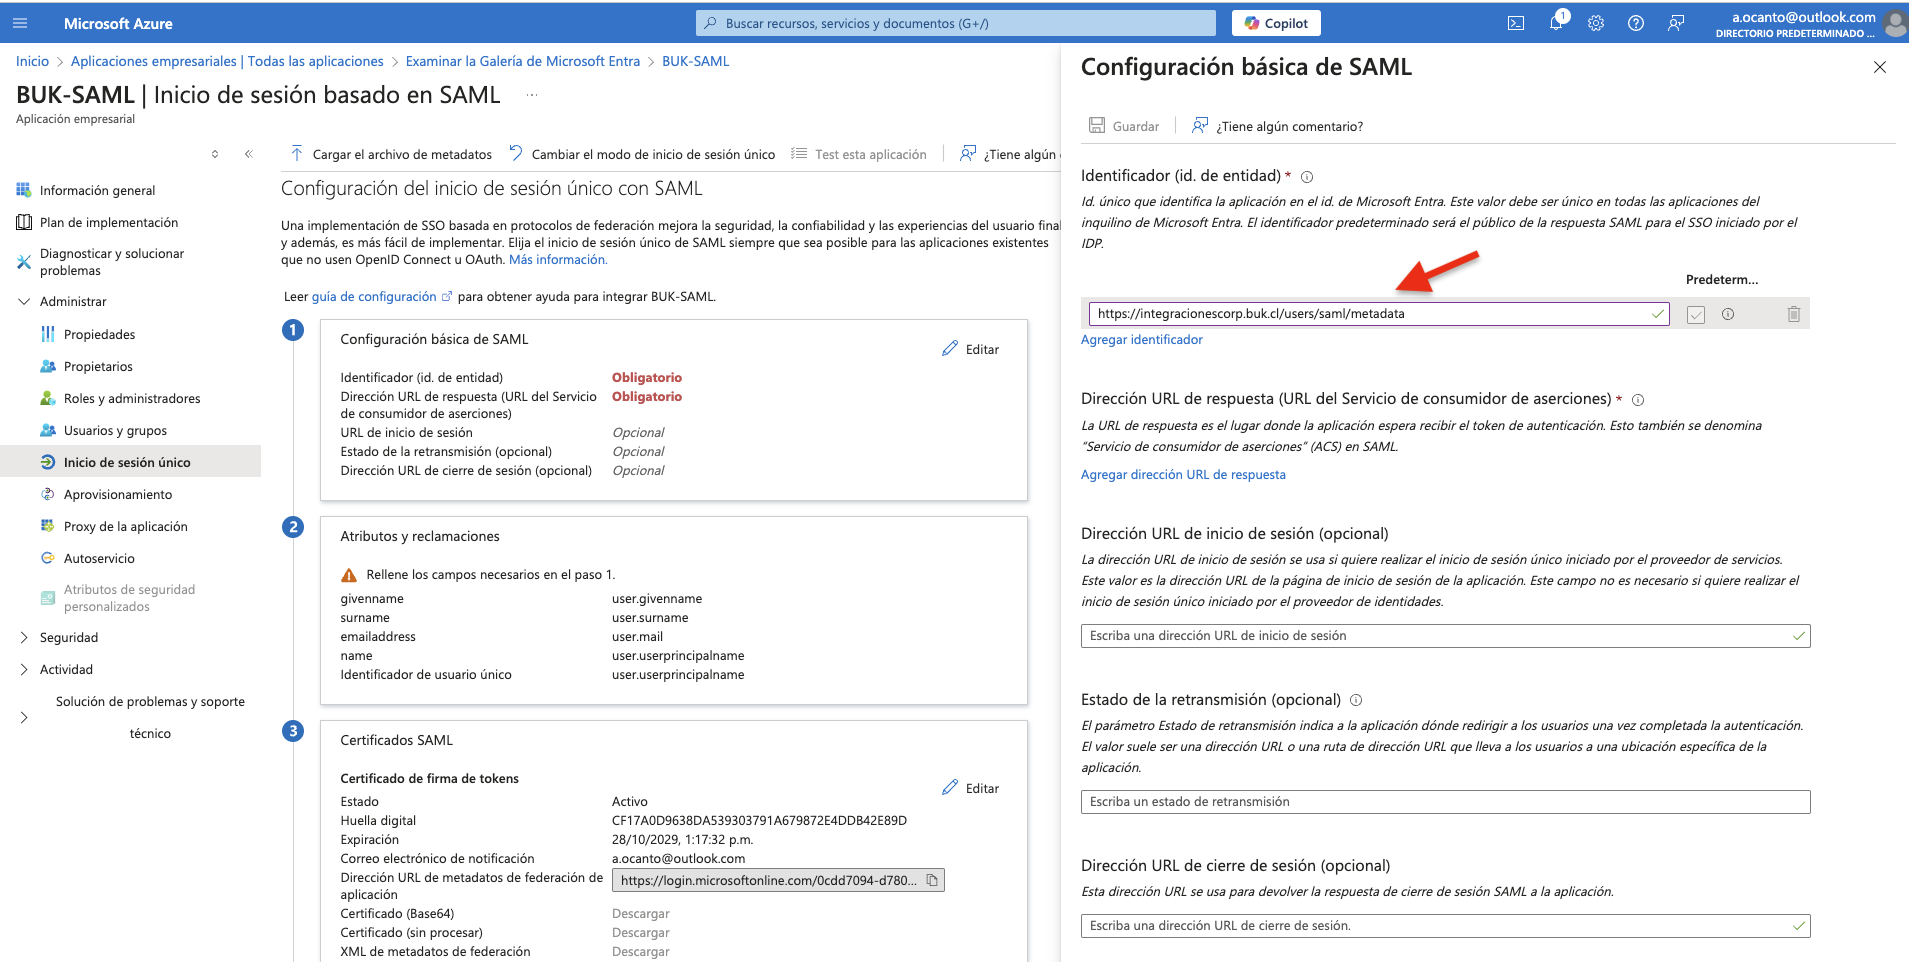 Microsoft Azure
Buscar recursos, servicios y documentos (G+/)
Copilot
1
a.ocanto@outlook.com
DIRECTORIO PREDETERMINADO ...
Inicio > Aplicaciones empresariales | Todas las aplicaciones > Examinar la Galería de Microsoft Entra > BUK-SAML
BUK-SAML | Inicio de sesión basado en SAML ...
Aplicación empresarial
Información general
Plan de implementación
Diagnosticar y solucionar
problemas
Administrar
Propiedades
Propietarios
Roles y administradores
Usuarios y grupos
Inicio de sesión único
Aprovisionamiento
Proxy de la aplicación
Autoservicio
Atributos de seguridad
personalizados
Seguridad
Actividad
Solución de problemas y soporte
técnico
Cargar el archivo de metadatos
Cambiar el modo de inicio de sesión único
Test esta aplicación
¿Tiene algún
Configuración del inicio de sesión único con SAML
Una implementación de SSO basada en protocolos de federación mejora la seguridad, la confiabilidad y las experiencias del usuario final
y además, es más fácil de implementar. Elija el inicio de sesión único de SAML siempre que sea posible para las aplicaciones existentes
que no usen OpenID Connect u OAuth. Más información.
Leer guía de configuración para obtener ayuda para integrar BUK-SAML.
1
Configuración básica de SAML
Editar
Identificador (id. de entidad) Obligatorio
Dirección URL de respuesta (URL del Servicio Obligatorio
de consumidor de aserciones)
URL de inicio de sesión Opcional
Estado de la retransmisión (opcional) Opcional
Dirección URL de cierre de sesión (opcional) Opcional
2
Atributos y reclamaciones
Rellene los campos necesarios en el paso 1.
givenname user.givenname
surname user.surname
emailaddress user.mail
name user.userprincipalname
Identificador de usuario único user.userprincipalname
3
Certificados SAML
Certificado de firma de tokens
Editar
Estado Activo
Huella digital CF17A0D9638DA539303791A679872E4DDB42E89D
Expiración 28/10/2029, 1:17:32 p.m.
Correo electrónico de notificación a.ocanto@outlook.com
Dirección URL de metadatos de federación de https://login.microsoftonline.com/0cdd7094-d780...
aplicación
Certificado (Base64) Descargar
Certificado (sin procesar) Descargar
XML de metadatos de federación Descargar
Configuración básica de SAML
Guardar
¿Tiene algún comentario?
Identificador (id. de entidad) *
Id. único que identifica la aplicación en el id. de Microsoft Entra. Este valor debe ser único en todas las aplicaciones del
inquilino de Microsoft Entra. El identificador predeterminado será el público de la respuesta SAML para el SSO iniciado por el
IDP.
Predeterm...
https://integracionescorp.buk.cl/users/saml/metadata
Agregar identificador
Dirección URL de respuesta (URL del Servicio de consumidor de aserciones) *
La URL de respuesta es el lugar donde la aplicación espera recibir el token de autenticación. Esto también se denomina
"Servicio de consumidor de aserciones" (ACS) en SAML.
Agregar dirección URL de respuesta
Dirección URL de inicio de sesión (opcional)
La dirección URL de inicio de sesión se usa si quiere realizar el inicio de sesión único iniciado por el proveedor de servicios.
Este valor es la dirección URL de la página de inicio de sesión de la aplicación. Este campo no es necesario si quiere realizar el
inicio de sesión único iniciado por el proveedor de identidades.
Escriba una dirección URL de inicio de sesión
Estado de la retransmisión (opcional)
El parámetro Estado de retransmisión indica a la aplicación dónde redirigir a los usuarios una vez completada la autenticación.
El valor suele ser una dirección URL o una ruta de dirección URL que lleva a los usuarios a una ubicación específica de la
aplicación.
Escriba un estado de retransmisión
Dirección URL de cierre de sesión (opcional)
Esta dirección URL se usa para devolver la respuesta de cierre de sesión SAML a la aplicación.
Escriba una dirección URL de cierre de sesión.